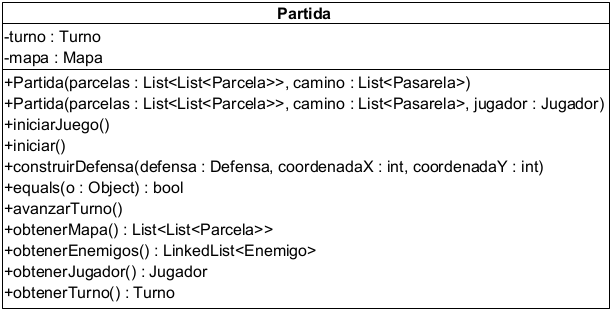 Partida
-turno : Turno
-mapa : Mapa
+Partida(parcelas : List<List<Parcela>>, camino : List<Pasarela>)
+Partida(parcelas : List<List<Parcela>>, camino : List<Pasarela>, jugador : Jugador)
+iniciarJuego()
+iniciar()
+construirDefensa(defensa : Defensa, coordenadaX : int, coordenadaY : int)
+equals(o : Object) : bool
+avanzarTurno()
+obtenerMapa() : List<List<Parcela>>
+obtenerEnemigos() : LinkedList<Enemigo>
+obtenerJugador() : Jugador
+obtenerTurno() : Turno